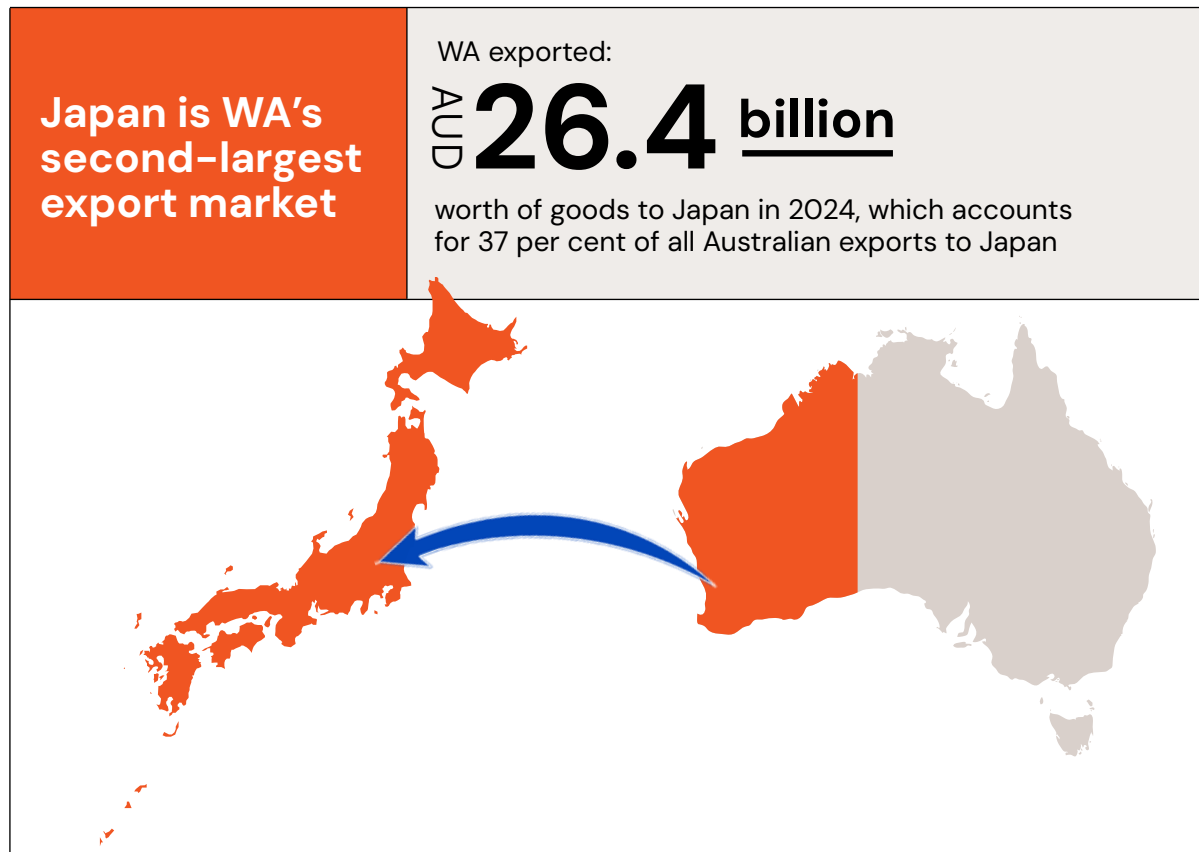 Japan is WA’s
second-largest
export market
WA exported:
AUD 26.4 billion
worth of goods to Japan in 2024, which accounts
for 37 per cent of all Australian exports to Japan